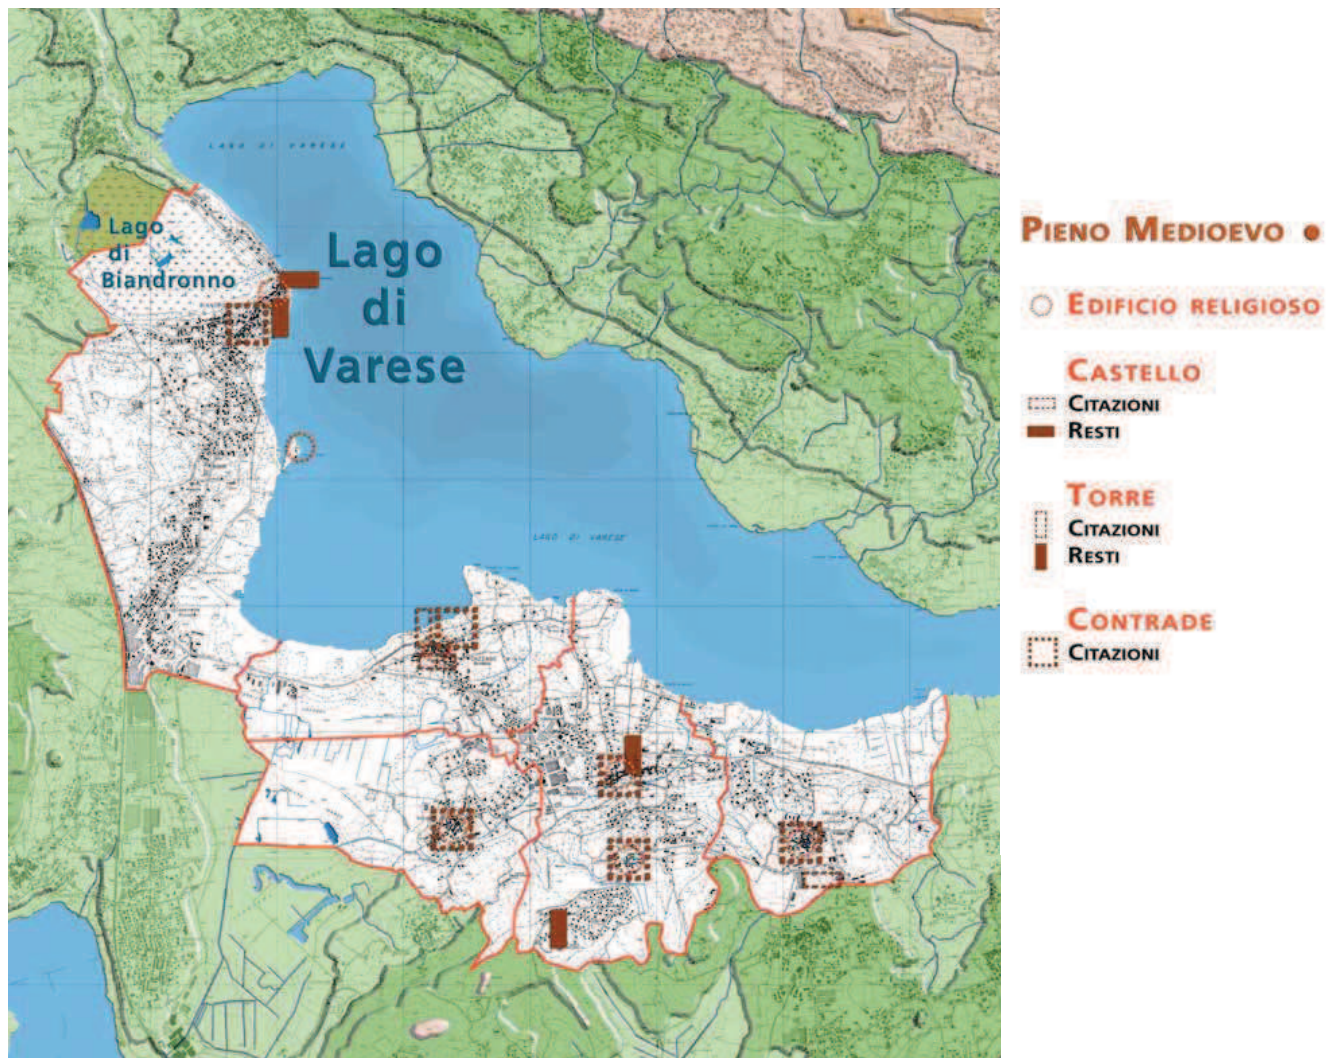 LAGO DI VARESE
Lago
di
Biandronno
Lago
di
Varese
LAGO DI VARESE
PIENO MEDIOEVO
EDIFICIO RELIGIOSO
CASTELLO
CITAZIONI
RESTI
TORRE
CITAZIONI
RESTI
CONTRADE
CITAZIONI